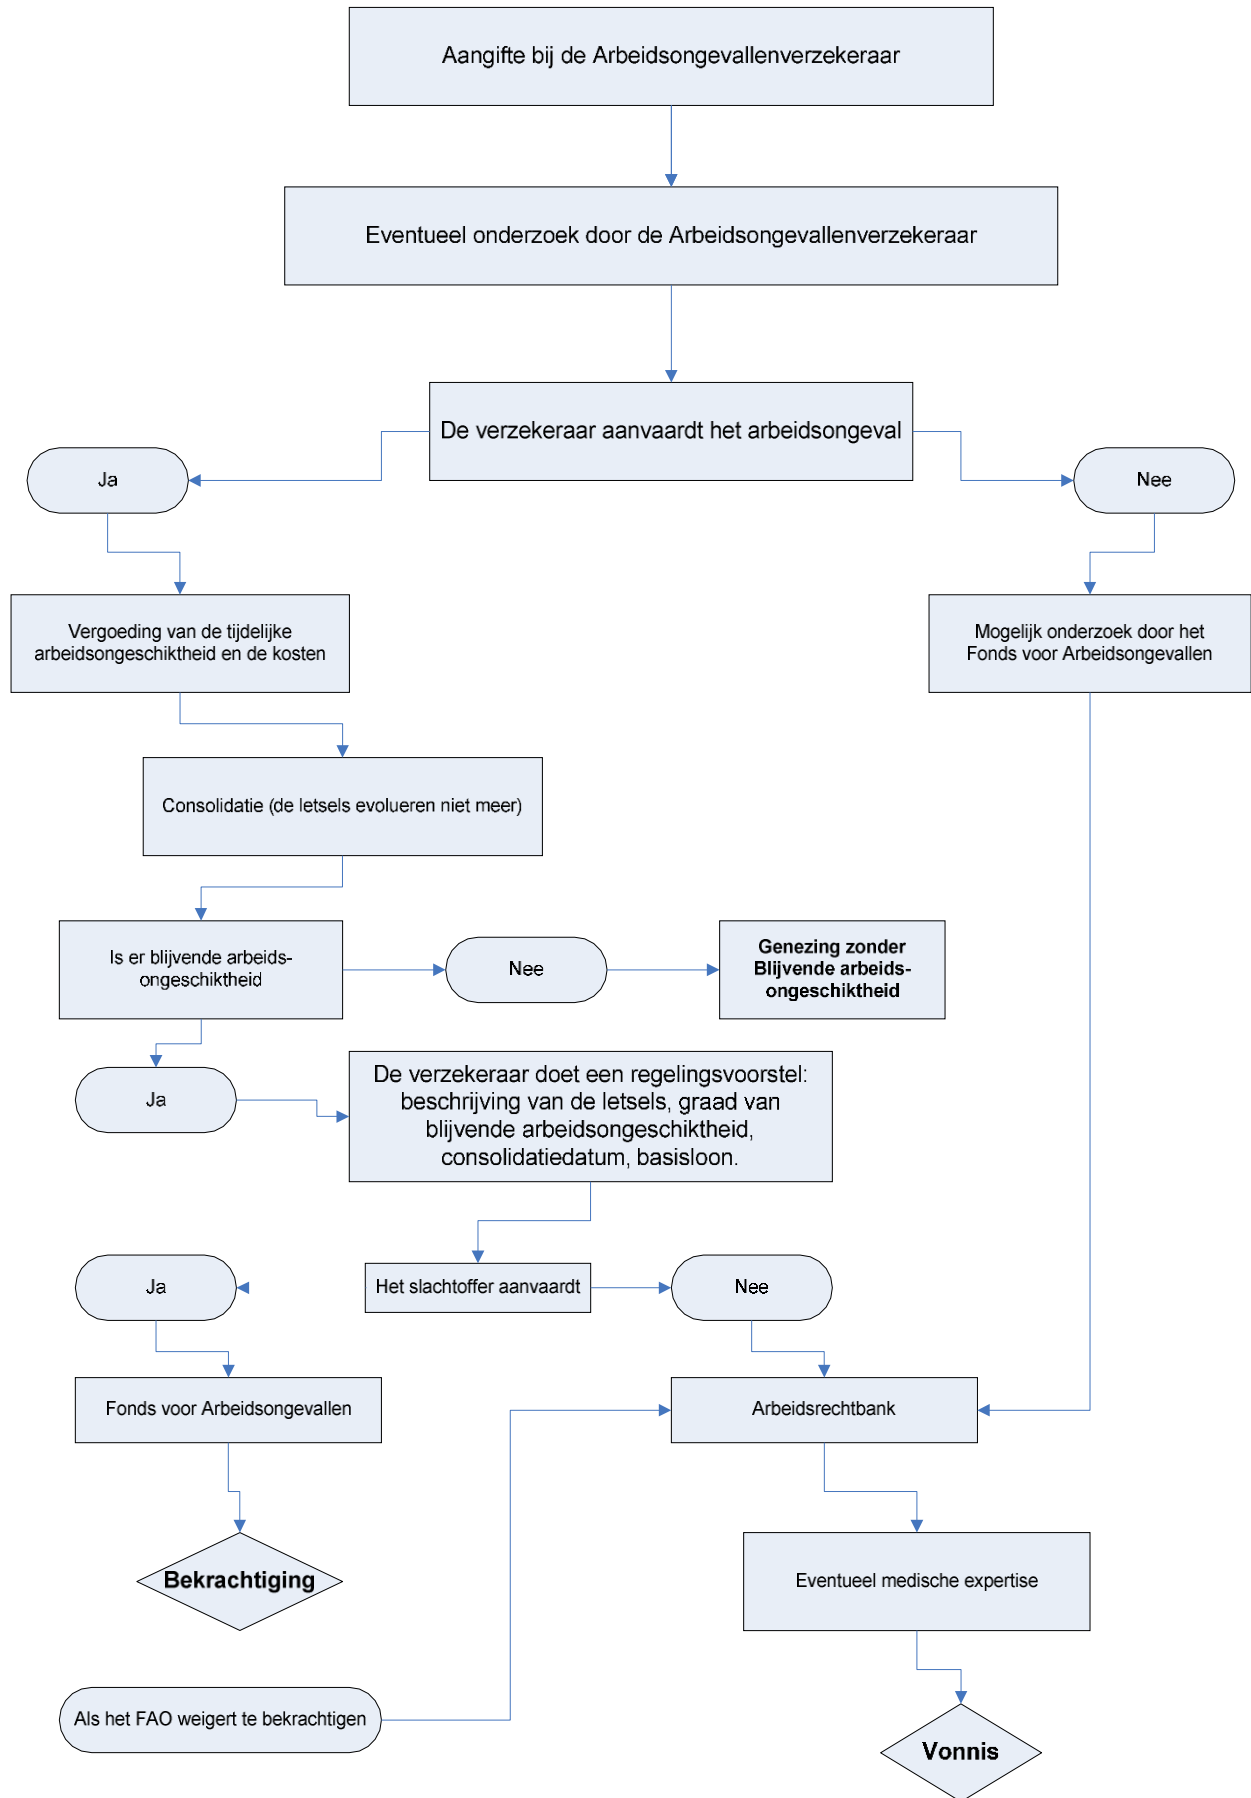 Aangifte bij de Arbeidsongevallenverzekeraar
Eventueel onderzoek door de Arbeidsongevallenverzekeraar
De verzekeraar aanvaardt het arbeidsongeval
Ja
Nee
Vergoeding van de tijdelijke
arbeidsongeschiktheid en de kosten
Mogelijk onderzoek door het
Fonds voor Arbeidsongevallen
Consolidatie (de letsels evolueren niet meer)
Is er blijvende arbeids-
ongeschiktheid
Nee
Genezing zonder
Blijvende arbeids-
ongeschiktheid
Ja
De verzekeraar doet een regelingsvoorstel:
beschrijving van de letsels, graad van
blijvende arbeidsongeschiktheid,
consolidatiedatum, basisloon.
Ja
Het slachtoffer aanvaardt
Nee
Fonds voor Arbeidsongevallen
Arbeidsrechtbank
Bekrachtiging
Eventueel medische expertise
Als het FAO weigert te bekrachtigen
Vonnis